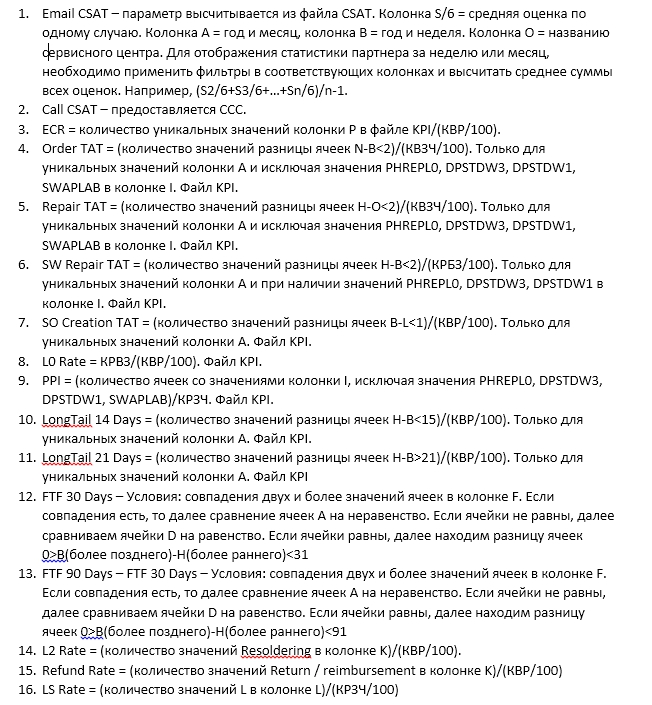 1. Email CSAT – параметр высчитывается из файла CSAT. Колонка S/6 = средняя оценка по
одному случаю. Колонка A = год и месяц, колонка B = год и неделя. Колонка O = названию
сервисного центра. Для отображения статистики партнера за неделю или месяц,
необходимо применить фильтры в соответствующих колонках и высчитать среднее суммы
всех оценок. Например, (S2/6+S3/6+…+Sn/6)/n-1.
2. Call CSAT – предоставляется ССС.
3. ECR = количество уникальных значений колонки P в файле KPI/(КВР/100).
4. Order TAT = (количество значений разницы ячеек N-B<2)/(КВЗЧ/100). Только для
уникальных значений колонки A и исключая значения PHREPL0, DPSTDW3, DPSTDW1,
SWAPLAB в колонке I. Файл KPI.
5. Repair TAT = (количество значений разницы ячеек H-O<2)/(КВЗЧ/100). Только для
уникальных значений колонки A и исключая значения PHREPL0, DPSTDW3, DPSTDW1,
SWAPLAB в колонке I. Файл KPI.
6. SW Repair TAT = (количество значений разницы ячеек H-B<2)/(КРБЗ/100). Только для
уникальных значений колонки A и при наличии значений PHREPL0, DPSTDW3, DPSTDW1 в
колонке I. Файл KPI.
7. SO Creation TAT = (количество значений разницы ячеек B-L<1)/(КВР/100). Только для
уникальных значений колонки A. Файл KPI.
8. L0 Rate = КРВЗ/(КВР/100). Файл KPI.
9. PPI = (количество ячеек со значениями колонки I, исключая значения PHREPL0, DPSTDW3,
DPSTDW1, SWAPLAB)/КРЗЧ. Файл KPI.
10. LongTail 14 Days = (количество значений разницы ячеек H-B<15)/(КВР/100). Только для
уникальных значений колонки A. Файл KPI.
11. LongTail 21 Days = (количество значений разницы ячеек H-B>21)/(КВР/100). Только для
уникальных значений колонки A. Файл KPI
12. FTF 30 Days – Условия: совпадения двух и более значений ячеек в колонке F. Если
совпадения есть, то далее сравнение ячеек A на неравенство. Если ячейки не равны, далее
сравниваем ячейки D на равенство. Если ячейки равны, далее находим разницу ячеек
0>B(более позднего)-H(более раннего)<31
13. FTF 90 Days – FTF 30 Days – Условия: совпадения двух и более значений ячеек в колонке F.
Если совпадения есть, то далее сравнение ячеек A на неравенство. Если ячейки не равны,
далее сравниваем ячейки D на равенство. Если ячейки равны, далее находим разницу
ячеек 0>B(более позднего)-H(более раннего)<91
14. L2 Rate = (количество значений Resoldering в колонке K)/(КВР/100).
15. Refund Rate = (количество значений Return / reimbursement в колонке K)/(КВР/100)
16. LS Rate = (количество значений L в колонке L)/(КРЗЧ/100)